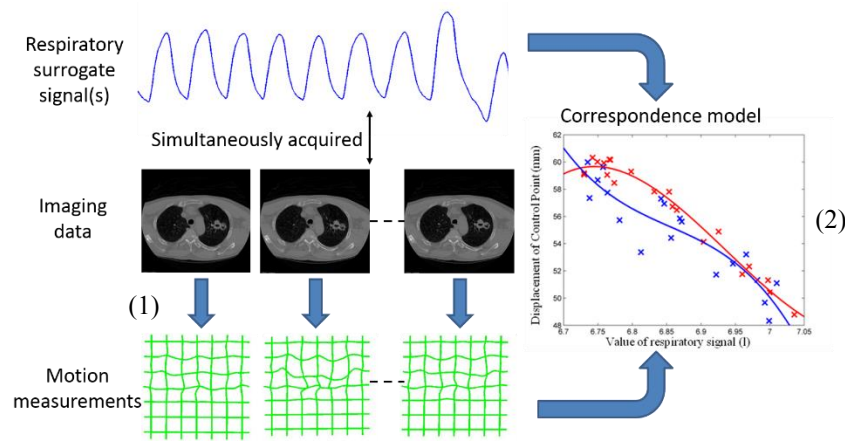 Respiratory
surrogate
signal(s)
Simultaneously acquired
Imaging
data
(1)
Motion
measurements
Correspondence model
Displacement of Control Point (mm)
62
60
58
56
54
52
50
48
6.7
6.75
6.8
6.85
6.9
6.95
7
7.05
Value of respiratory signal (l)
(2)